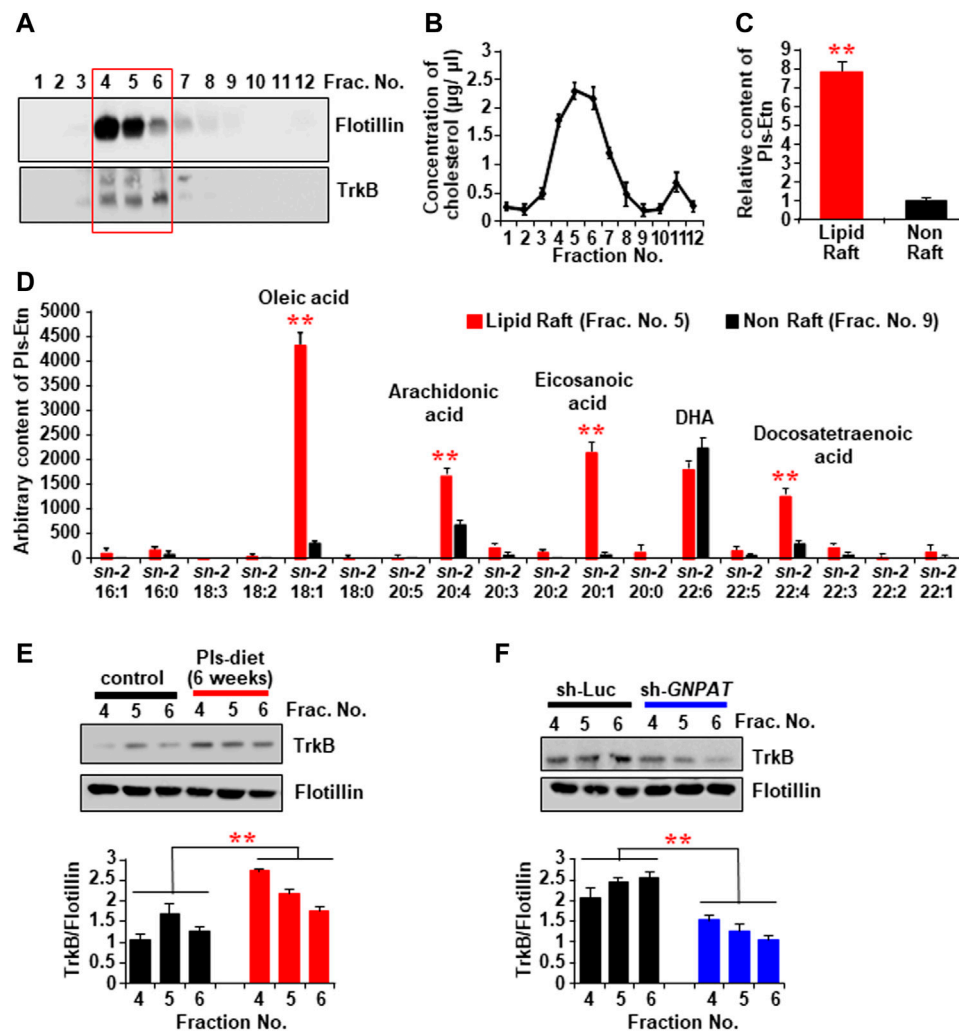 A
1 2 3 4 5 6 7 8 9 10 11 12 Frac. No.
Flotillin
TrkB
B
Concentration of
cholesterol (µg/ µl)
3
2.5
2
1.5
1
0.5
0
1 2 3 4 5 6 7 8 9 10 11 12
Fraction No.
C
Relative content of
Pls-Etn
9
8
7
6
5
4
3
2
1
0
**
Lipid
Raft
Non
Raft
D
Arbitrary content of Pls-Etn
5000
4500
4000
3500
3000
2500
2000
1500
1000
500
0
Oleic acid
**
Lipid Raft (Frac. No. 5)
Non Raft (Frac. No. 9)
Arachidonic
acid
**
Eicosanoic
acid
**
DHA
Docosatetraenoic
acid
**
sn-2 sn-2 sn-2 sn-2 sn-2 sn-2 sn-2 sn-2 sn-2 sn-2 sn-2 sn-2 sn-2 sn-2 sn-2 sn-2 sn-2 sn-2
16:1 16:0 18:3 18:2 18:1 18:0 20:5 20:4 20:3 20:2 20:1 20:0 22:6 22:5 22:4 22:3 22:2 22:1
E
control
Pls-diet
(6 weeks)
4 5 6 4 5 6 Frac. No.
TrkB
Flotillin
**
TrkB/Flotillin
3
2.5
2
1.5
1
0.5
0
4 5 6 4 5 6
Fraction No.
F
sh-Luc sh-GNPAT
4 5 6 4 5 6 Frac. No.
TrkB
Flotillin
**
TrkB/Flotillin
3
2.5
2
1.5
1
0.5
0
4 5 6 4 5 6
Fraction No.